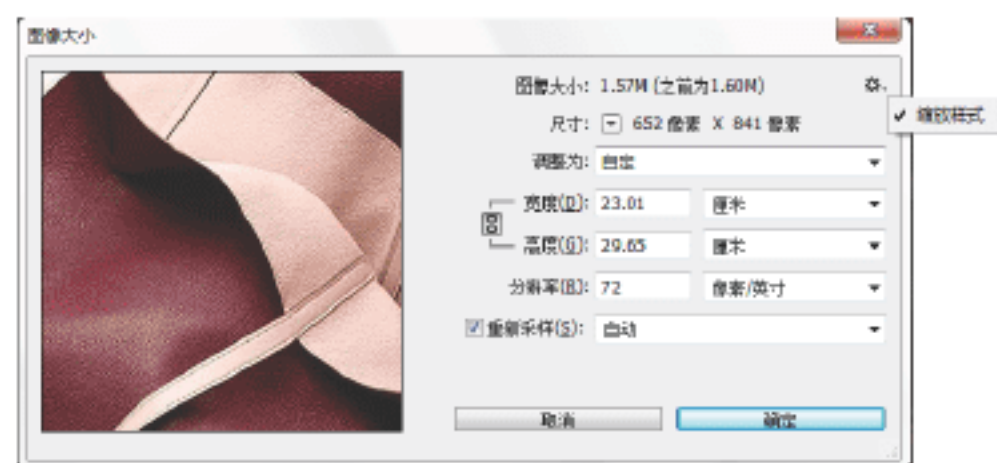 图像大小
图像大小: 1.57M (之前为1.60M)
尺寸: 652 像素 X 841 像素
缩放样式
调整为: 自定
宽度(D): 23.01 厘米
高度(G): 29.65 厘米
分辨率(R): 72 像素/英寸
重新采样(S): 自动
取消 确定